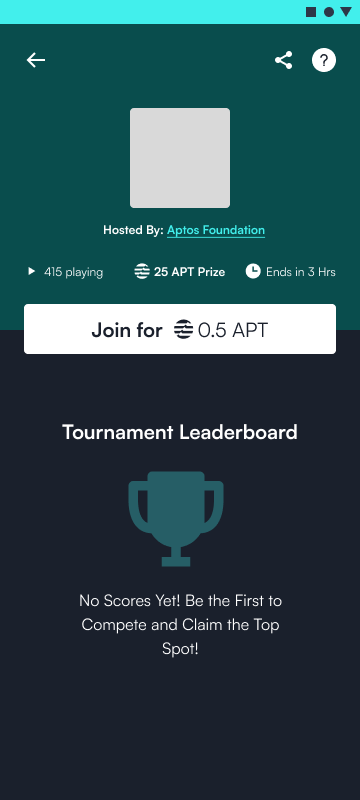 ?
Hosted By: Aptos Foundation
415 playing 25 APT Prize Ends in 3 Hrs
Join for 0.5 APT
Tournament Leaderboard
No Scores Yet! Be the First to
Compete and Claim the Top
Spot!